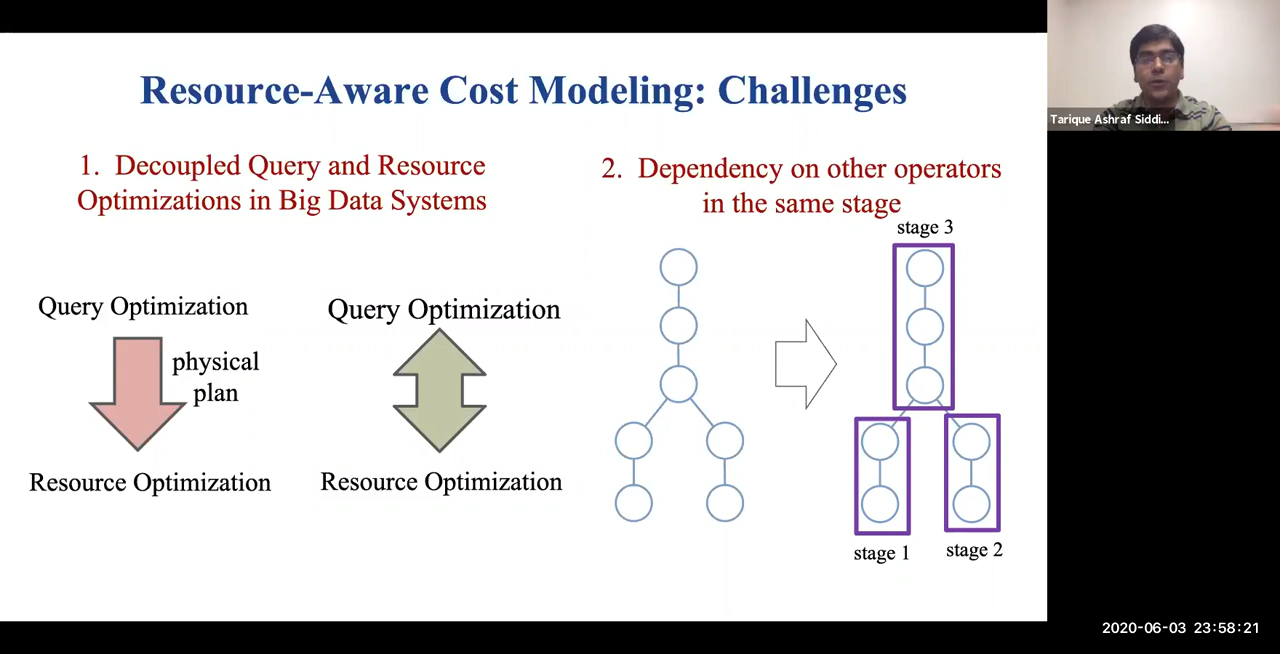 Resource-Aware Cost Modeling: Challenges
1. Decoupled Query and Resource
Optimizations in Big Data Systems
Query Optimization
physical
plan
Resource Optimization
Query Optimization
Resource Optimization
2. Dependency on other operators
in the same stage
stage 3
stage 1
stage 2
Tarique Ashraf Siddi...
2020-06-03 23:58:21